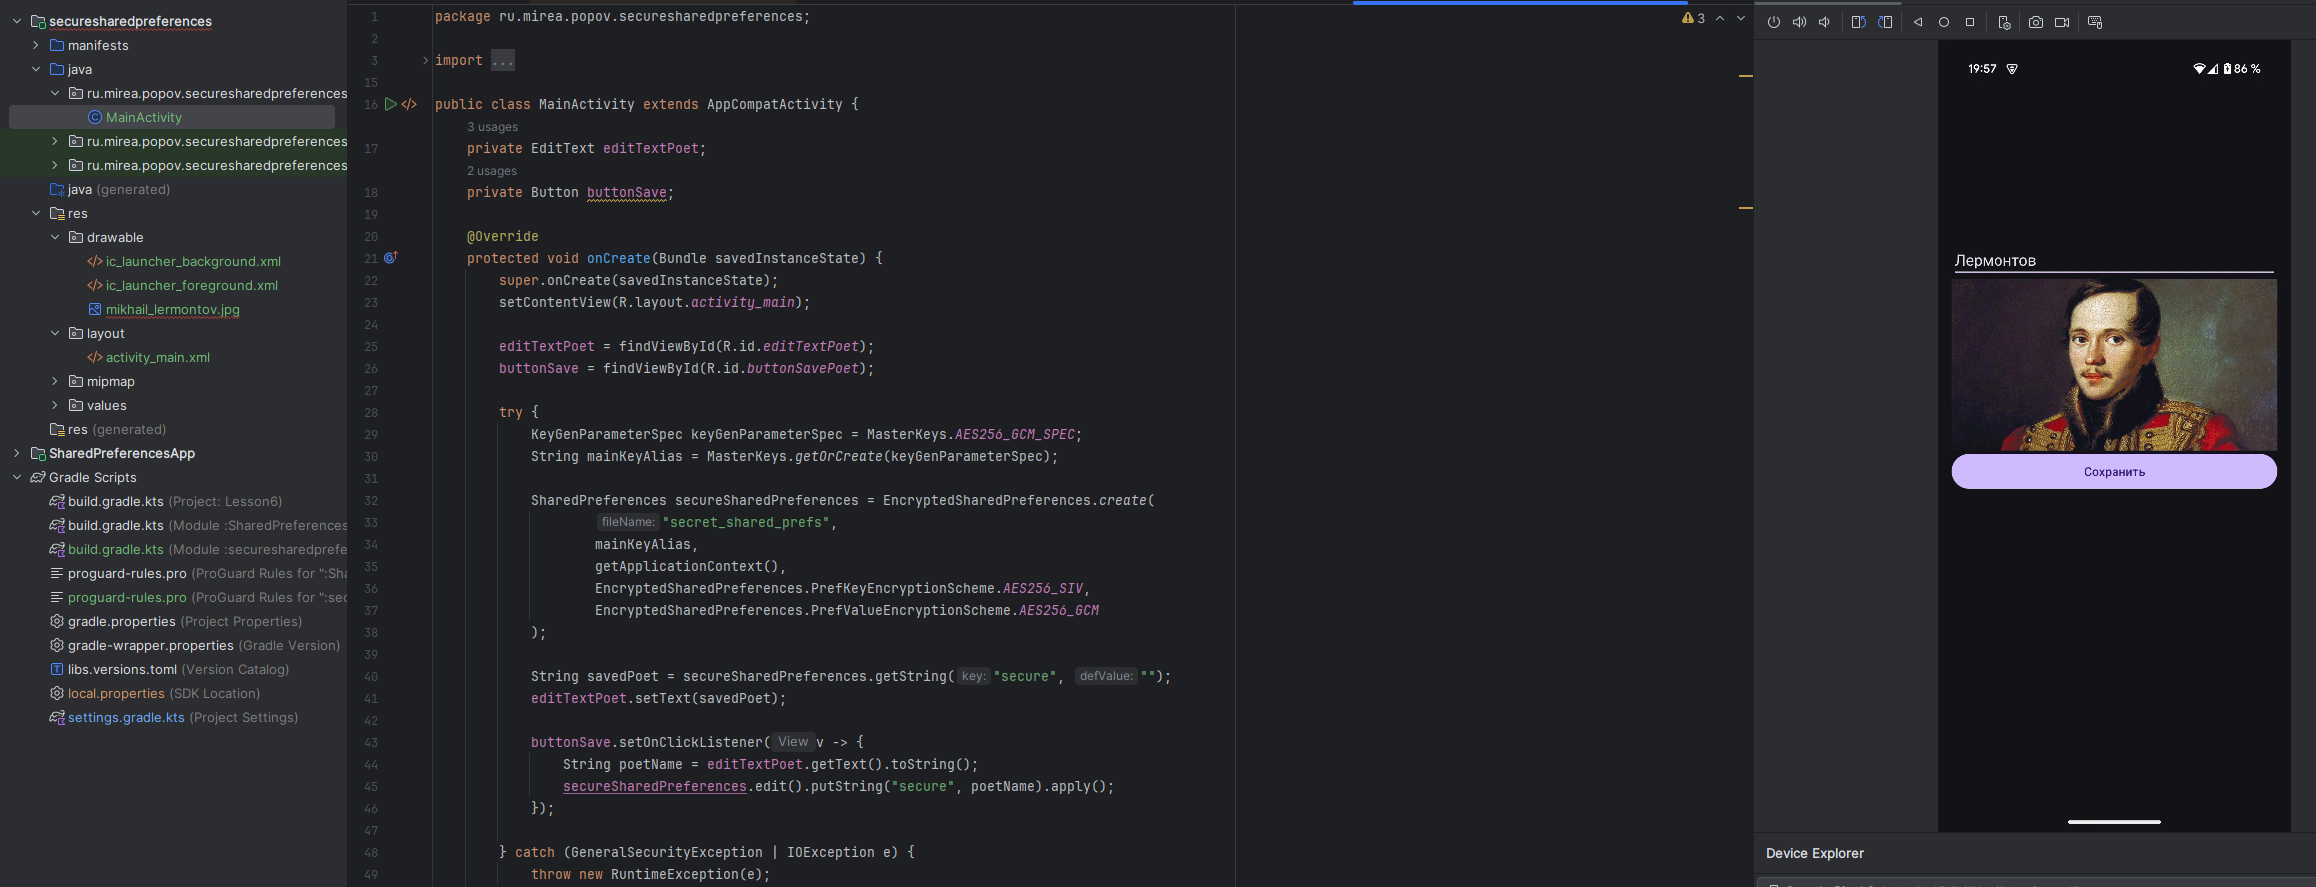 securesharedpreferences
manifests
java
ru.mirea.popov.securesharedpreferences
MainActivity
ru.mirea.popov.securesharedpreferences
ru.mirea.popov.securesharedpreferences
java (generated)
res
drawable
ic_launcher_background.xml
ic_launcher_foreground.xml
mikhail_lermontov.jpg
layout
activity_main.xml
mipmap
values
res (generated)
SharedPreferencesApp
Gradle Scripts
build.gradle.kts (Project: Lesson6)
build.gradle.kts (Module :SharedPreferences
build.gradle.kts (Module :securesharedprefe
proguard-rules.pro (ProGuard Rules for ":Sha
proguard-rules.pro (ProGuard Rules for ":sec
gradle.properties (Project Properties)
gradle-wrapper.properties (Gradle Version)
libs.versions.toml (Version Catalog)
local.properties (SDK Location)
settings.gradle.kts (Project Settings)
1 package ru.mirea.popov.securesharedpreferences;
2
3 import ...
15
16 public class MainActivity extends AppCompatActivity {
3 usages
17 private EditText editTextPoet;
2 usages
18 private Button buttonSave;
19
20 @Override
21 protected void onCreate(Bundle savedInstanceState) {
22 super.onCreate(savedInstanceState);
23 setContentView(R.layout.activity_main);
24
25 editTextPoet = findViewById(R.id.editTextPoet);
26 buttonSave = findViewById(R.id.buttonSavePoet);
27
28 try {
29 KeyGenParameterSpec keyGenParameterSpec = MasterKeys.AES256_GCM_SPEC;
30 String mainKeyAlias = MasterKeys.getOrCreate(keyGenParameterSpec);
31
32 SharedPreferences secureSharedPreferences = EncryptedSharedPreferences.create(
33 fileName: "secret_shared_prefs",
34 mainKeyAlias,
35 getApplicationContext(),
36 EncryptedSharedPreferences.PrefKeyEncryptionScheme.AES256_SIV,
37 EncryptedSharedPreferences.PrefValueEncryptionScheme.AES256_GCM
38 );
39
40 String savedPoet = secureSharedPreferences.getString( key: "secure", defValue: "");
41 editTextPoet.setText(savedPoet);
42
43 buttonSave.setOnClickListener( View v -> {
44 String poetName = editTextPoet.getText().toString();
45 secureSharedPreferences.edit().putString("secure", poetName).apply();
46 });
47
48 } catch (GeneralSecurityException | IOException e) {
49 throw new RuntimeException(e);
3
19:57
86 %
Лермонтов
Сохранить
Device Explorer